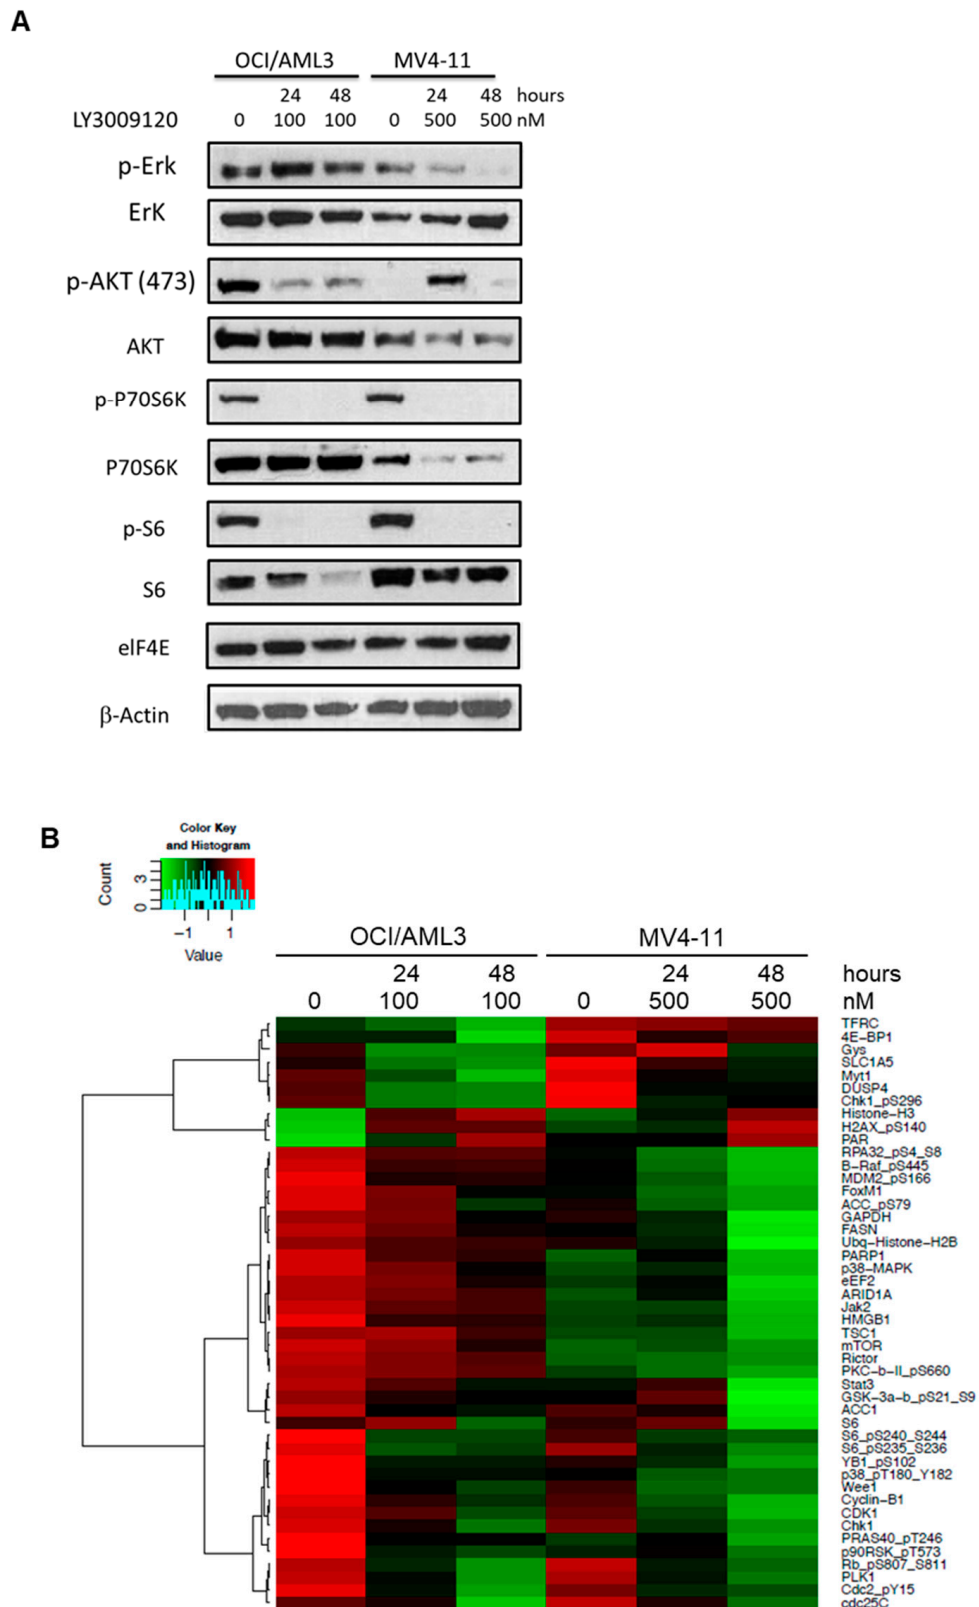 A
OCI/AML3 MV4-11
24 48 24 48 hours
LY3009120 0 100 100 0 500 500 nM
p-Erk
ErK
p-AKT (473)
AKT
p-P70S6K
P70S6K
p-S6
S6
eIF4E
β-Actin
B
Color Key
and Histogram
Count
0 3
−1 1
Value
OCI/AML3 MV4-11
24 48 24 48 hours
0 100 100 0 500 500 nM
TFRC
4E−BP1
Gys
SLC1A5
Myt1
DUSP4
Chk1_pS296
Histone−H3
H2AX_pS140
PAR
RPA32_pS4_S8
B−Raf_pS445
MDM2_pS166
FoxM1
ACC_pS79
GAPDH
FASN
Ubq−Histone−H2B
PARP1
p38−MAPK
eEF2
ARID1A
Jak2
HMGB1
TSC1
mTOR
Rictor
PKC−b−II_pS660
Stat3
GSK−3a−b_pS21_S9
ACC1
S6
S6_pS240_S244
S6_pS235_S236
YB1_pS102
p38_pT180_Y182
Wee1
Cyclin−B1
CDK1
Chk1
PRAS40_pT246
p90RSK_pT573
Rb_pS807_S811
PLK1
Cdc2_pY15
cdc25C